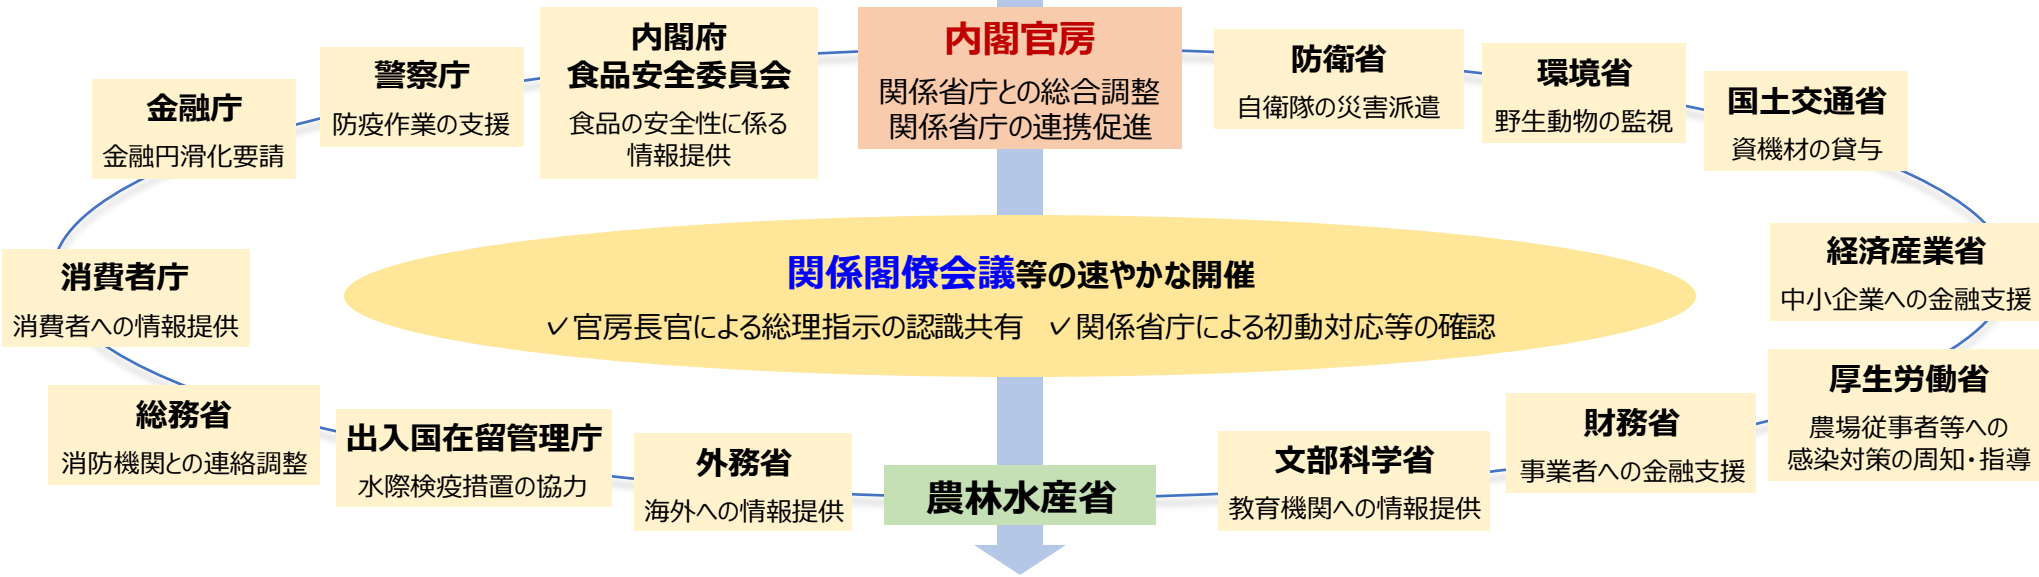 内閣官房
関係省庁との総合調整
関係省庁の連携促進
防衛省
自衛隊の災害派遣
環境省
野生動物の監視
国土交通省
資機材の貸与
経済産業省
中小企業への金融支援
厚生労働省
農場従事者等への
感染対策の周知・指導
財務省
事業者への金融支援
文部科学省
教育機関への情報提供
農林水産省
外務省
海外への情報提供
出入国在留管理庁
水際検疫措置の協力
総務省
消防機関との連絡調整
消費者庁
消費者への情報提供
金融庁
金融円滑化要請
警察庁
防疫作業の支援
内閣府
食品安全委員会
食品の安全性に係る
情報提供
関係閣僚会議等の速やかな開催
✓官房長官による総理指示の認識共有 ✓関係省庁による初動対応等の確認